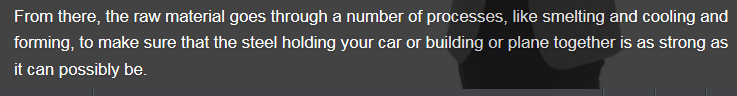 From there, the raw material goes through a number of processes, like smelting and cooling and
forming, to make sure that the steel holding your car or building or plane together is as strong as
it can possibly be.